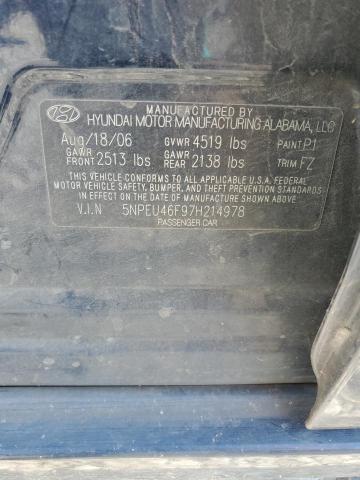 MANUFACTURED BY
HYUNDAI MOTOR MANUFACTURING ALABAMA, LLC
Aug/18/06 GVWR 4519 lbs PAINT P1
GAWR FRONT 2513 lbs GAWR REAR 2138 lbs TRIM FZ
THIS VEHICLE CONFORMS TO ALL APPLICABLE U.S.A. FEDERAL
MOTOR VEHICLE SAFETY, BUMPER, AND THEFT PREVENTION
STANDARDS IN EFFECT ON THE DATE OF MANUFACTURE SHOWN ABOVE.
V.I.N 5NPEU46F97H214978
PASSENGER CAR